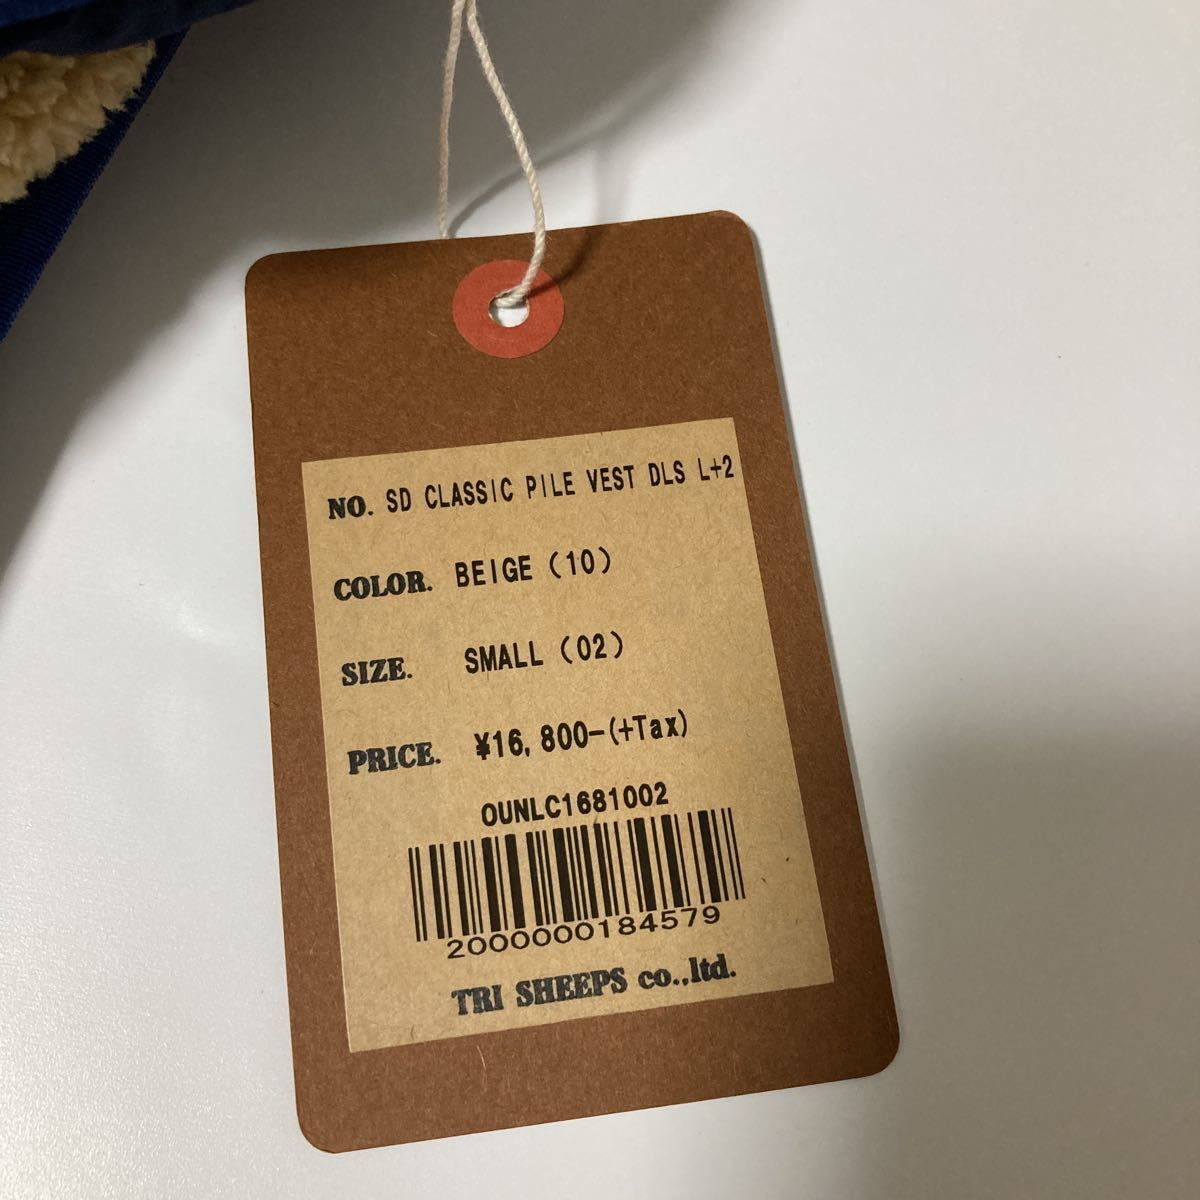 NO. SD CLASSIC PILE VEST DLS L+2
COLOR. BEIGE (10)
SIZE. SMALL (02)
PRICE. ¥16,800-(+Tax)
OUNLC1681002
2000000184579
TRI SHEEPS co.,ltd.